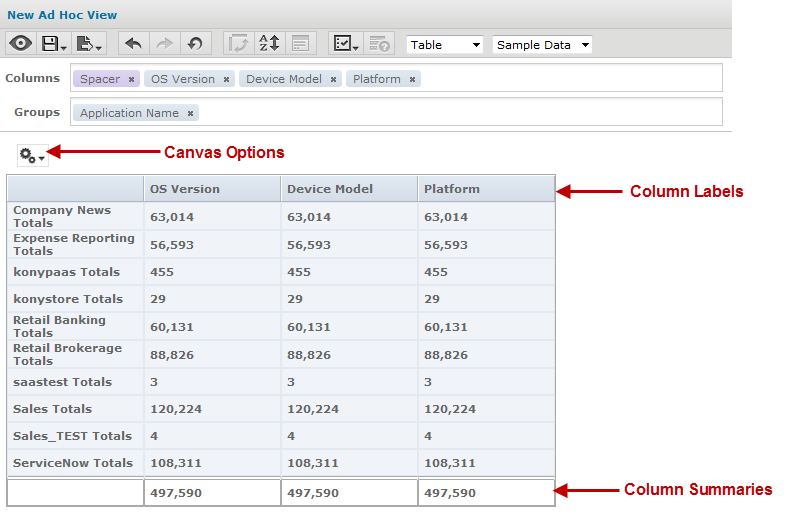 New Ad Hoc View
Table Sample Data
Columns Spacer × OS Version × Device Model × Platform ×
Groups Application Name ×
Canvas Options
OS Version Device Model Platform
Column Labels
Company News
Totals 63,014 63,014 63,014
Expense Reporting
Totals 56,593 56,593 56,593
konypaas Totals 455 455 455
konystore Totals 29 29 29
Retail Banking
Totals 60,131 60,131 60,131
Retail Brokerage
Totals 88,826 88,826 88,826
saastest Totals 3 3 3
Sales Totals 120,224 120,224 120,224
Sales_TEST Totals 4 4 4
ServiceNow Totals 108,311 108,311 108,311
497,590 497,590 497,590
Column Summaries